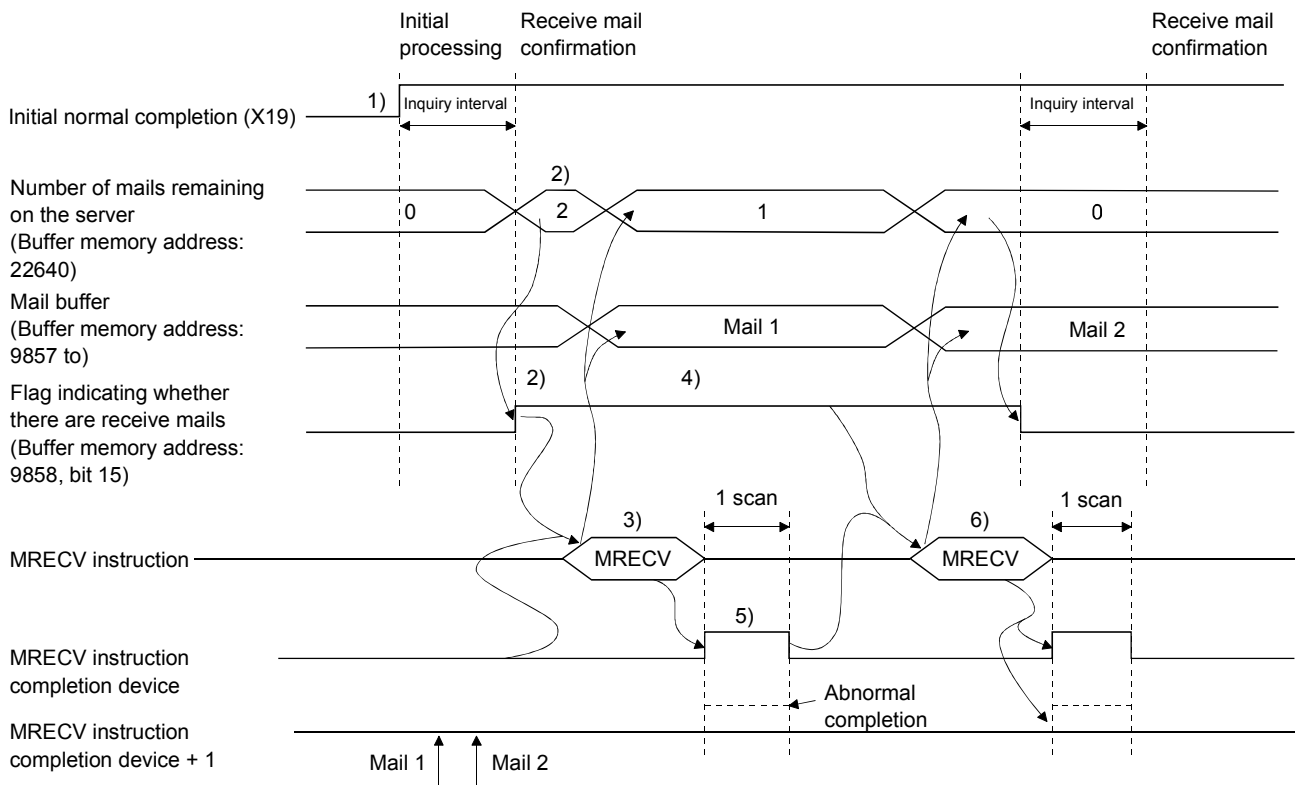 Initial
processing
Receive mail
confirmation
Receive mail
confirmation
Initial normal completion (X19)
1)
Inquiry interval
Inquiry interval
Number of mails remaining
on the server
(Buffer memory address:
22640)
0
2)
2
1
0
Mail buffer
(Buffer memory address:
9857 to)
Mail 1
Mail 2
Flag indicating whether
there are receive mails
(Buffer memory address:
9858, bit 15)
2)
4)
1 scan
1 scan
MRECV instruction
3)
MRECV
6)
MRECV
MRECV instruction
completion device
5)
Abnormal
completion
MRECV instruction
completion device + 1
Mail 1
Mail 2